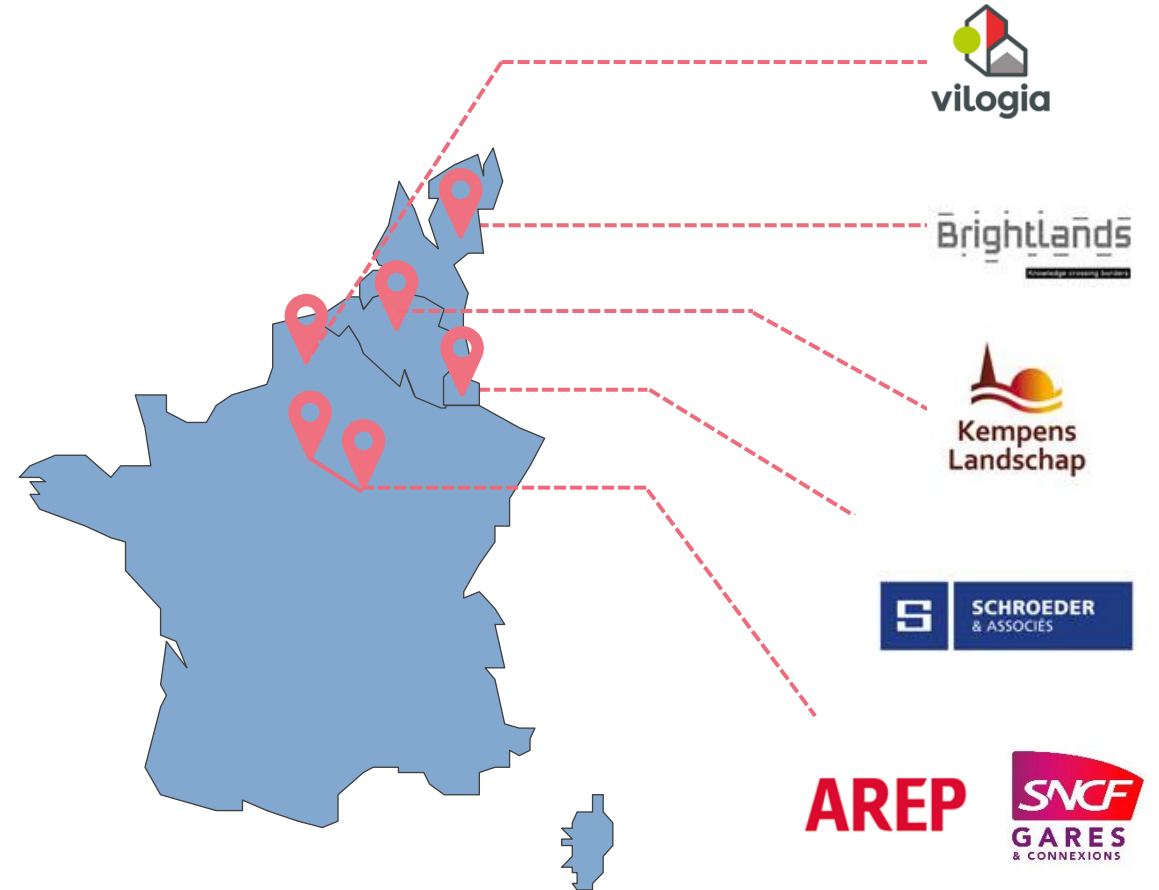 vilogia
Brightlands
Knowledge crossing borders
Kempens
Landschap
S SCHROEDER
& ASSOCIÉS
AREP
SNCF
GARES
& CONNEXIONS